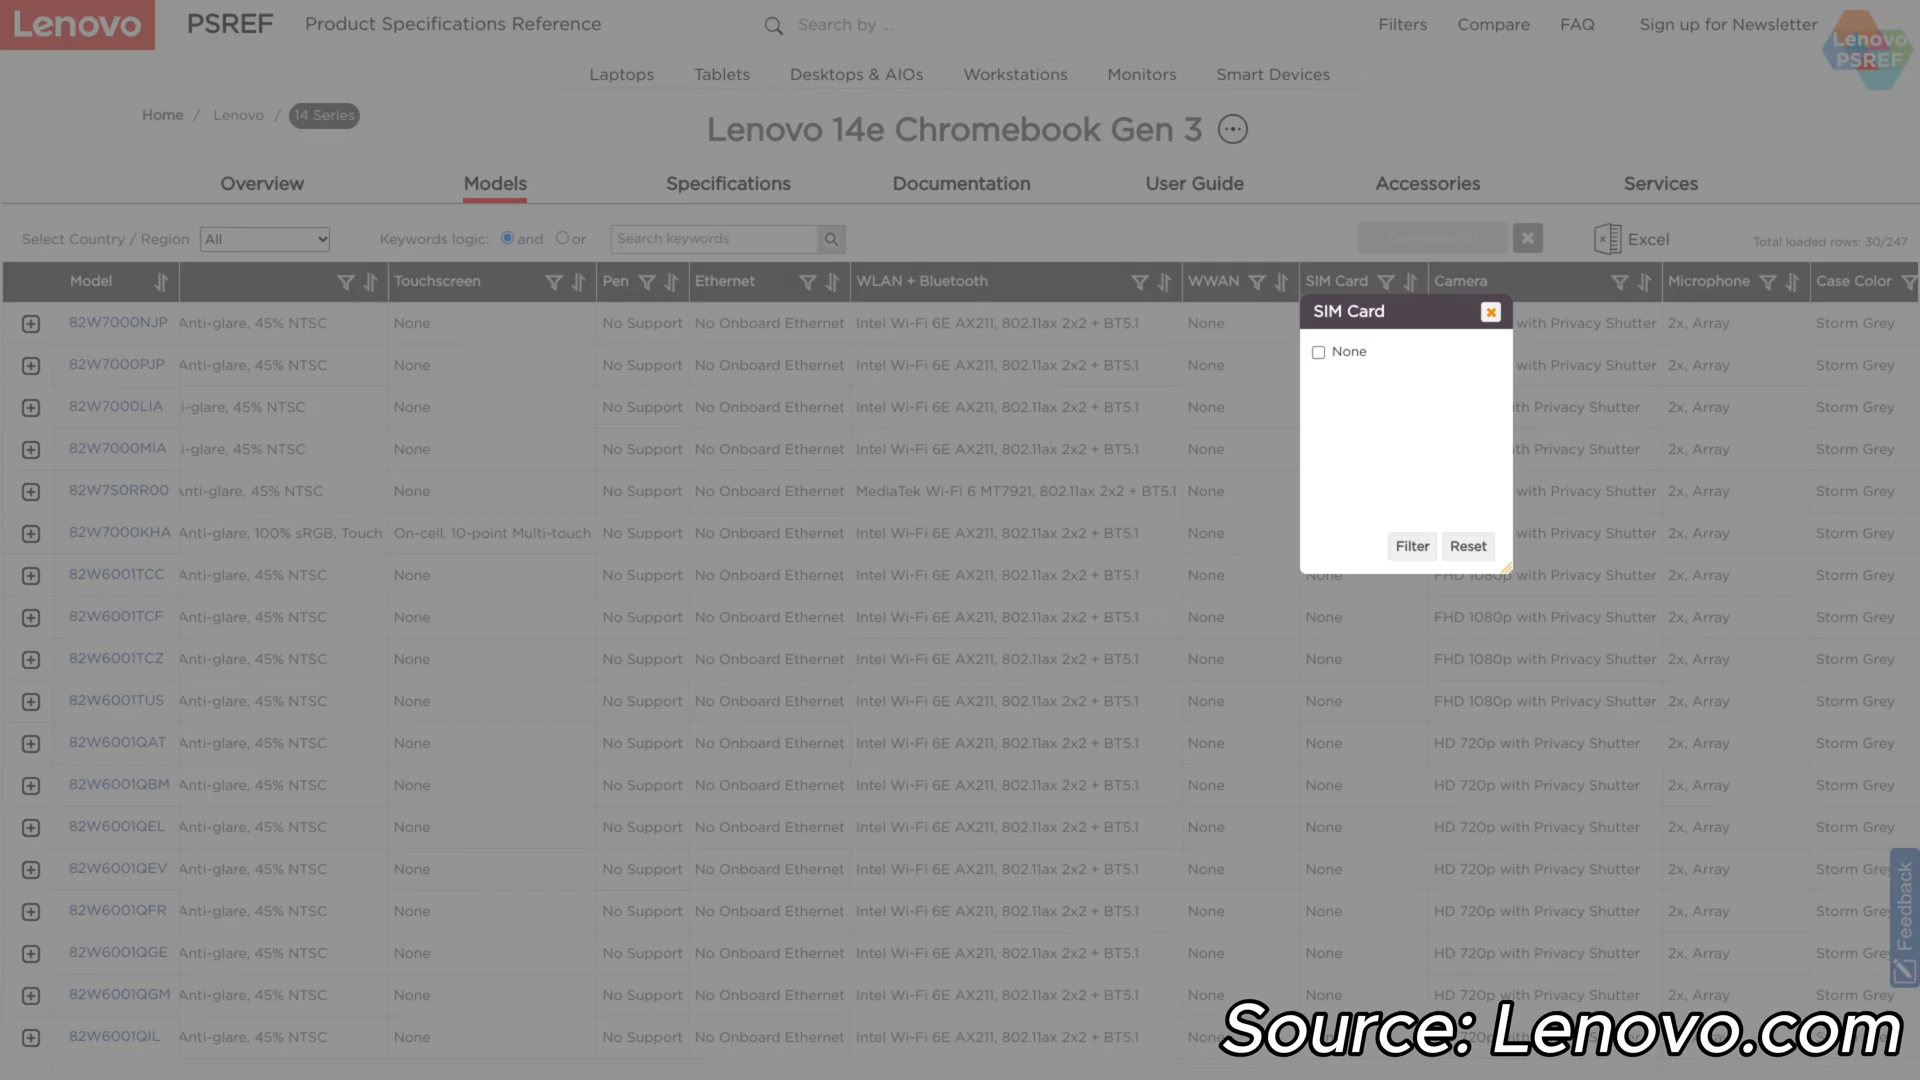 Lenovo PSREF Product Specifications Reference Search by ... Filters Compare FAQ Sign up for Newsletter
Lenovo PSREF
Laptops Tablets Desktops & AIOs Workstations Monitors Smart Devices
Home / Lenovo / 14 Series
Lenovo 14e Chromebook Gen 3
Overview Models Specifications Documentation User Guide Accessories Services
Select Country / Region All Keywords logic: and or Search keywords Excel Total loaded rows: 30/247
Model Touchscreen Pen Ethernet WLAN + Bluetooth WWAN SIM Card Camera Microphone Case Color
SIM Card
None
Filter Reset
82W7000NJP Anti-glare, 45% NTSC None No Support No Onboard Ethernet Intel Wi-Fi 6E AX211, 802.11ax 2x2 + BT5.1 None with Privacy Shutter 2x, Array Storm Grey
82W7000PJP Anti-glare, 45% NTSC None No Support No Onboard Ethernet Intel Wi-Fi 6E AX211, 802.11ax 2x2 + BT5.1 None with Privacy Shutter 2x, Array Storm Grey
82W7000LIA i-glare, 45% NTSC None No Support No Onboard Ethernet Intel Wi-Fi 6E AX211, 802.11ax 2x2 + BT5.1 None ith Privacy Shutter 2x, Array Storm Grey
82W7000MIA i-glare, 45% NTSC None No Support No Onboard Ethernet Intel Wi-Fi 6E AX211, 802.11ax 2x2 + BT5.1 None ith Privacy Shutter 2x, Array Storm Grey
82W7S0RR00 Anti-glare, 45% NTSC None No Support No Onboard Ethernet MediaTek Wi-Fi 6 MT7921, 802.11ax 2x2 + BT5.1 None with Privacy Shutter 2x, Array Storm Grey
82W7000KHA Anti-glare, 100% sRGB, Touch On-cell, 10-point Multi-touch No Support No Onboard Ethernet Intel Wi-Fi 6E AX211, 802.11ax 2x2 + BT5.1 None with Privacy Shutter 2x, Array Storm Grey
82W6001TCC Anti-glare, 45% NTSC None No Support No Onboard Ethernet Intel Wi-Fi 6E AX211, 802.11ax 2x2 + BT5.1 None None FHD 1080p with Privacy Shutter 2x, Array Storm Grey
82W6001TCF Anti-glare, 45% NTSC None No Support No Onboard Ethernet Intel Wi-Fi 6E AX211, 802.11ax 2x2 + BT5.1 None None FHD 1080p with Privacy Shutter 2x, Array Storm Grey
82W6001TCZ Anti-glare, 45% NTSC None No Support No Onboard Ethernet Intel Wi-Fi 6E AX211, 802.11ax 2x2 + BT5.1 None None FHD 1080p with Privacy Shutter 2x, Array Storm Grey
82W6001TUS Anti-glare, 45% NTSC None No Support No Onboard Ethernet Intel Wi-Fi 6E AX211, 802.11ax 2x2 + BT5.1 None None FHD 1080p with Privacy Shutter 2x, Array Storm Grey
82W6001QAT Anti-glare, 45% NTSC None No Support No Onboard Ethernet Intel Wi-Fi 6E AX211, 802.11ax 2x2 + BT5.1 None None HD 720p with Privacy Shutter 2x, Array Storm Grey
82W6001QBM Anti-glare, 45% NTSC None No Support No Onboard Ethernet Intel Wi-Fi 6E AX211, 802.11ax 2x2 + BT5.1 None None HD 720p with Privacy Shutter 2x, Array Storm Grey
82W6001QEL Anti-glare, 45% NTSC None No Support No Onboard Ethernet Intel Wi-Fi 6E AX211, 802.11ax 2x2 + BT5.1 None None HD 720p with Privacy Shutter 2x, Array Storm Grey
82W6001QEV Anti-glare, 45% NTSC None No Support No Onboard Ethernet Intel Wi-Fi 6E AX211, 802.11ax 2x2 + BT5.1 None None HD 720p with Privacy Shutter 2x, Array Storm Grey
82W6001QFR Anti-glare, 45% NTSC None No Support No Onboard Ethernet Intel Wi-Fi 6E AX211, 802.11ax 2x2 + BT5.1 None None HD 720p with Privacy Shutter 2x, Array Storm Grey
82W6001QGE Anti-glare, 45% NTSC None No Support No Onboard Ethernet Intel Wi-Fi 6E AX211, 802.11ax 2x2 + BT5.1 None None HD 720p with Privacy Shutter 2x, Array Storm Grey
82W6001QGM Anti-glare, 45% NTSC None No Support No Onboard Ethernet Intel Wi-Fi 6E AX211, 802.11ax 2x2 + BT5.1 None None HD 720p with Privacy Shutter 2x, Array Storm Grey
82W6001QIL Anti-glare, 45% NTSC None No Support No Onboard Ethernet Intel Wi-Fi 6E AX211, 802.11ax 2x2 + BT5.1
Feedback
Source: Lenovo.com